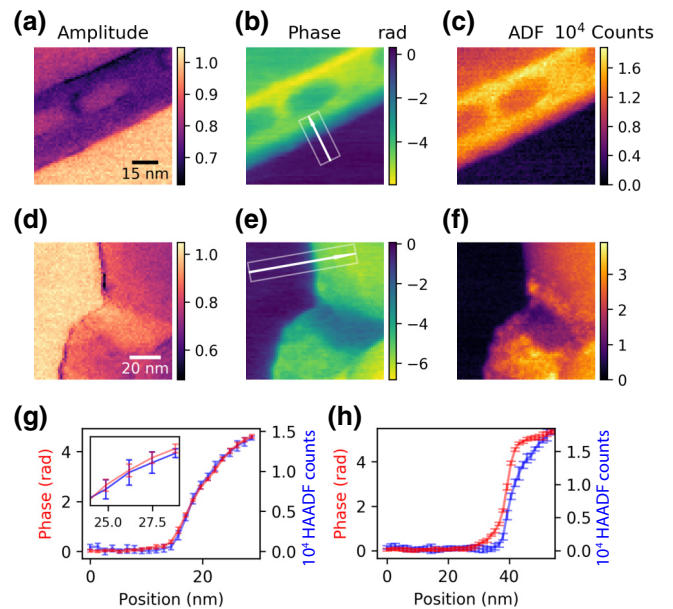 (a) Amplitude
(b) Phase rad
(c) ADF 10⁴ Counts
1.0
0.9
0.8
0.7
15 nm
0
−2
−4
1.5
1.0
0.5
0.0
(d)
(e)
(f)
1.0
0.8
0.6
20 nm
0
−2
−4
−6
3
2
1
0
(g)
4
2
0
Phase (rad)
25.0 27.5
1.5
1.0
0.5
0.0
10⁴ HAADF counts
0 20
Position (nm)
(h)
4
2
0
Phase (rad)
1.5
1.0
0.5
0.0
10⁴ HAADF counts
0 20 40
Position (nm)